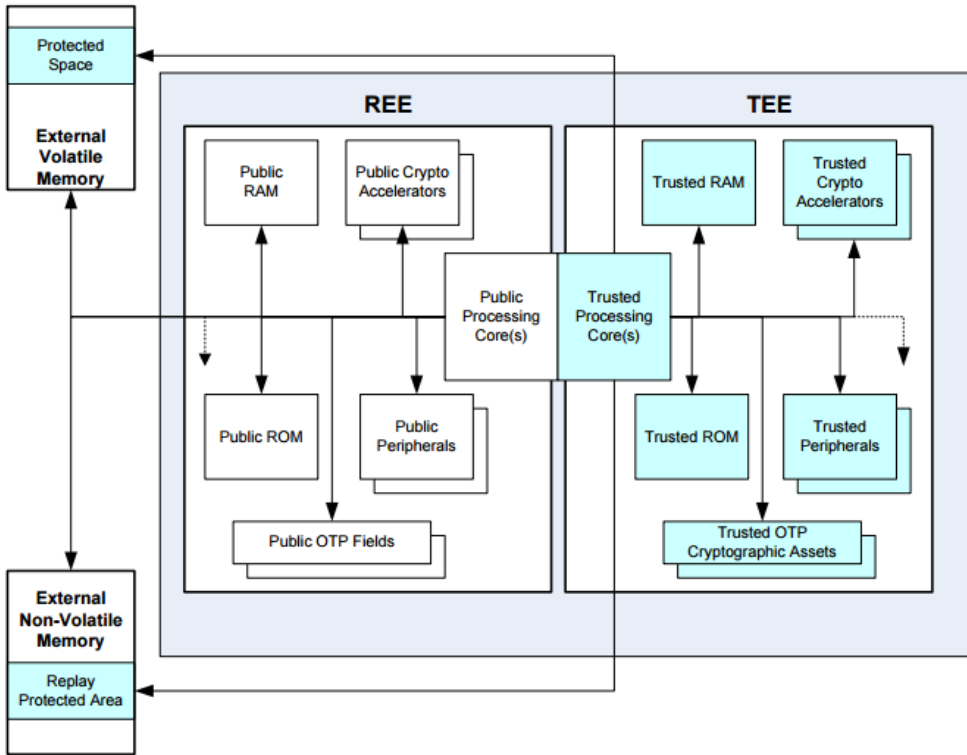 Protected
Space
External
Volatile
Memory
REE
TEE
Public
RAM
Public Crypto
Accelerators
Trusted RAM
Trusted
Crypto
Accelerators
Public
Processing
Core(s)
Trusted
Processing
Core(s)
Public ROM
Public
Peripherals
Trusted ROM
Trusted
Peripherals
Public OTP Fields
Trusted OTP
Cryptographic Assets
External
Non-Volatile
Memory
Replay
Protected Area